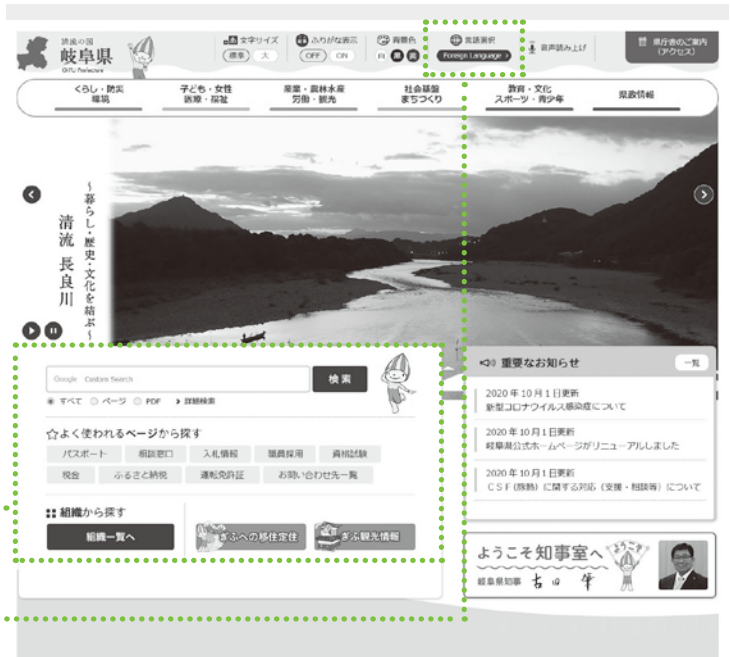 清流の国
岐阜県
GIFU Prefecture
文字サイズ
標準 大
ふりがな表示
OFF ON
背景色
白 黒 黄
言語選択
Foreign Language
音声読み上げ
県庁舎のご案内
(アクセス)
くらし・防災
環境
子ども・女性
医療・福祉
産業・農林水産
労働・観光
社会基盤
まちづくり
教育・文化
スポーツ・青少年
県政情報
~暮らし・歴史・文化を結ぶ~
清流 長良川
Google Custom Search
検索
すべて ページ PDF 詳細検索
よく使われるページから探す
パスポート 相談窓口 入札情報 職員採用 資格試験
税金 ふるさと納税 運転免許証 お問い合わせ先一覧
組織から探す
組織一覧へ
ぎふへの移住定住
ぎふ観光情報
重要なお知らせ
一覧
2020年10月1日更新
新型コロナウイルス感染症について
2020年10月1日更新
岐阜県公式ホームページがリニューアルしました
2020年10月1日更新
CSF(豚熱)に関する対応(支援・相談等)について
ようこそ知事室へ
ようこそ
岐阜県知事 古田 肇